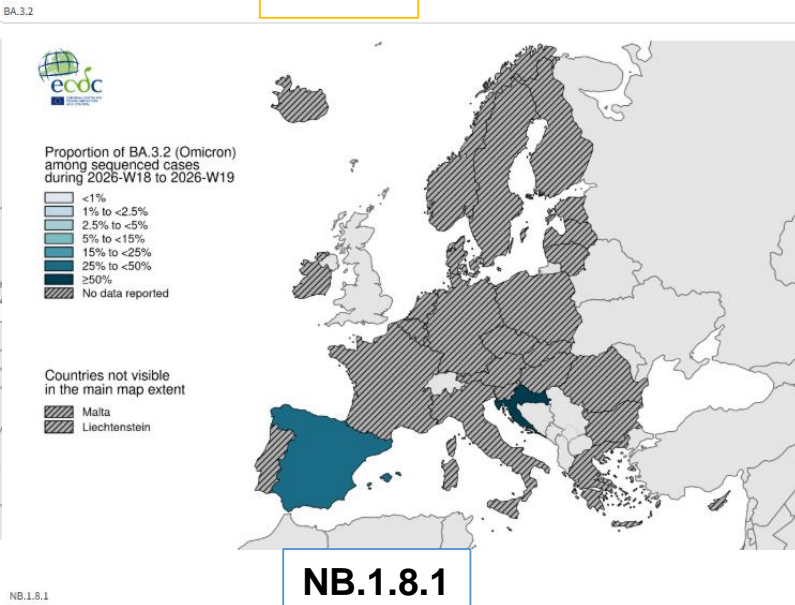 BA.3.2
ecdc
Proportion of BA.3.2 (Omicron)
among sequenced cases
during 2026-W18 to 2026-W19
<1%
1% to <2.5%
2.5% to <5%
5% to <15%
15% to <25%
25% to <50%
≥50%
No data reported
Countries not visible
in the main map extent
Malta
Liechtenstein
NB.1.8.1
NB.1.8.1